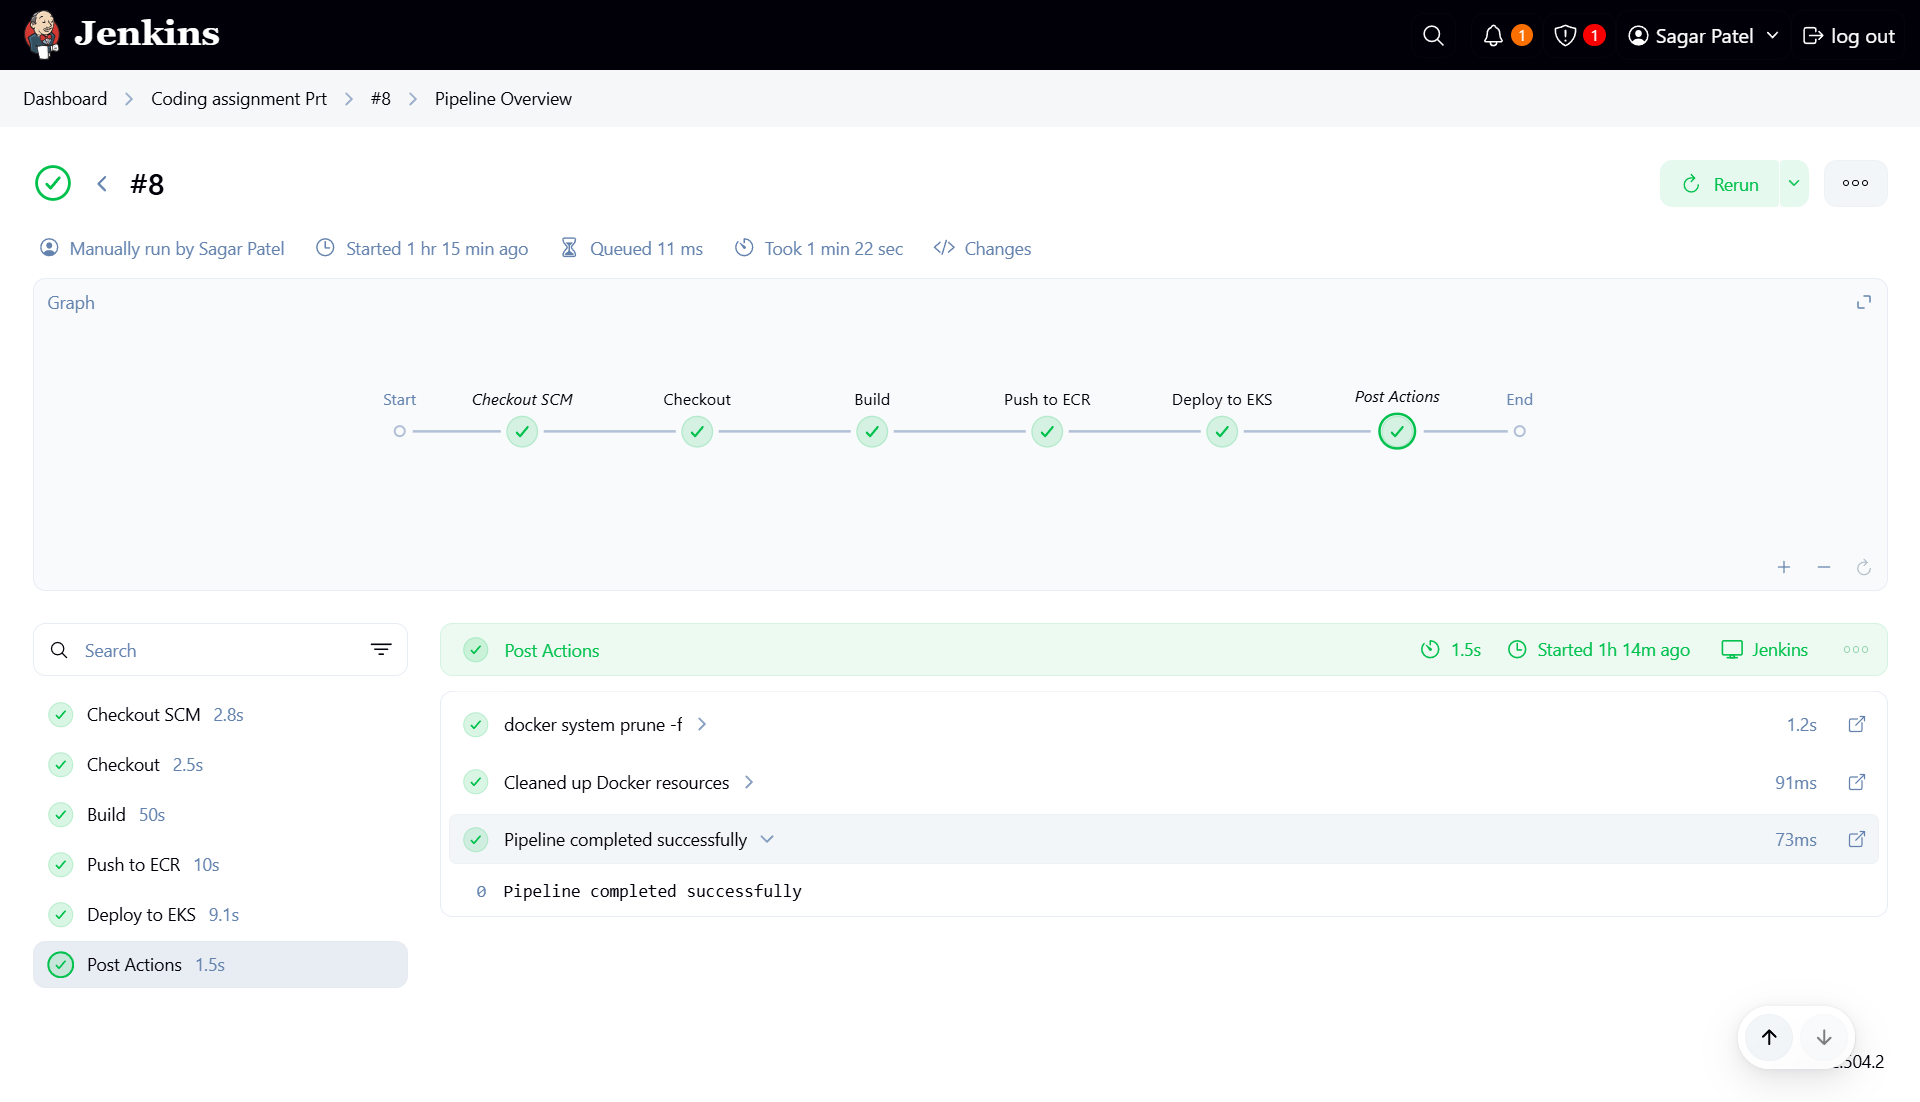 Jenkins
1
1
Sagar Patel
log out
Dashboard
Coding assignment Prt
#8
Pipeline Overview
#8
Rerun
Manually run by Sagar Patel
Started 1 hr 15 min ago
Queued 11 ms
Took 1 min 22 sec
Changes
Graph
Start
Checkout SCM
Checkout
Build
Push to ECR
Deploy to EKS
Post Actions
End
Search
Checkout SCM 2.8s
Checkout 2.5s
Build 50s
Push to ECR 10s
Deploy to EKS 9.1s
Post Actions 1.5s
Post Actions
1.5s
Started 1h 14m ago
Jenkins
docker system prune -f
1.2s
Cleaned up Docker resources
91ms
Pipeline completed successfully
73ms
0 Pipeline completed successfully
.504.2